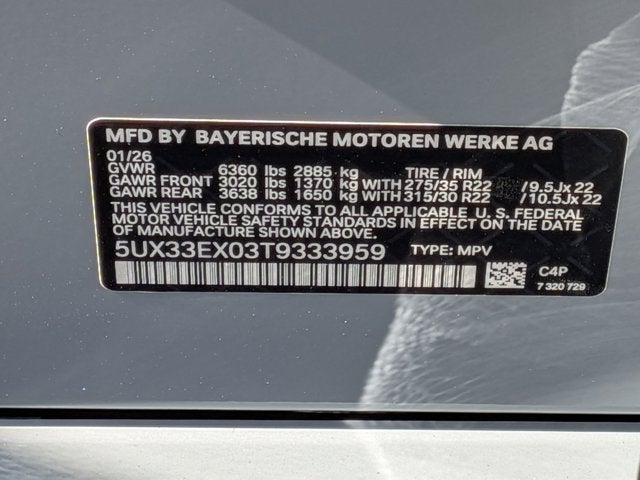 MFD BY BAYERISCHE MOTOREN WERKE AG
01/26
GVWR 6360 lbs 2885 kg TIRE / RIM
GAWR FRONT 3020 lbs 1370 kg WITH 275/35 R22 /9.5Jx 22
GAWR REAR 3638 lbs 1650 kg WITH 315/30 R22 /10.5Jx 22
THIS VEHICLE CONFORMS TO ALL APPLICABLE U. S. FEDERAL
MOTOR VEHICLE SAFETY STANDARDS IN EFFECT ON THE DATE
OF MANUFACTURE SHOWN ABOVE.
5UX33EX03T9333959 TYPE: MPV
C4P
7 320 729